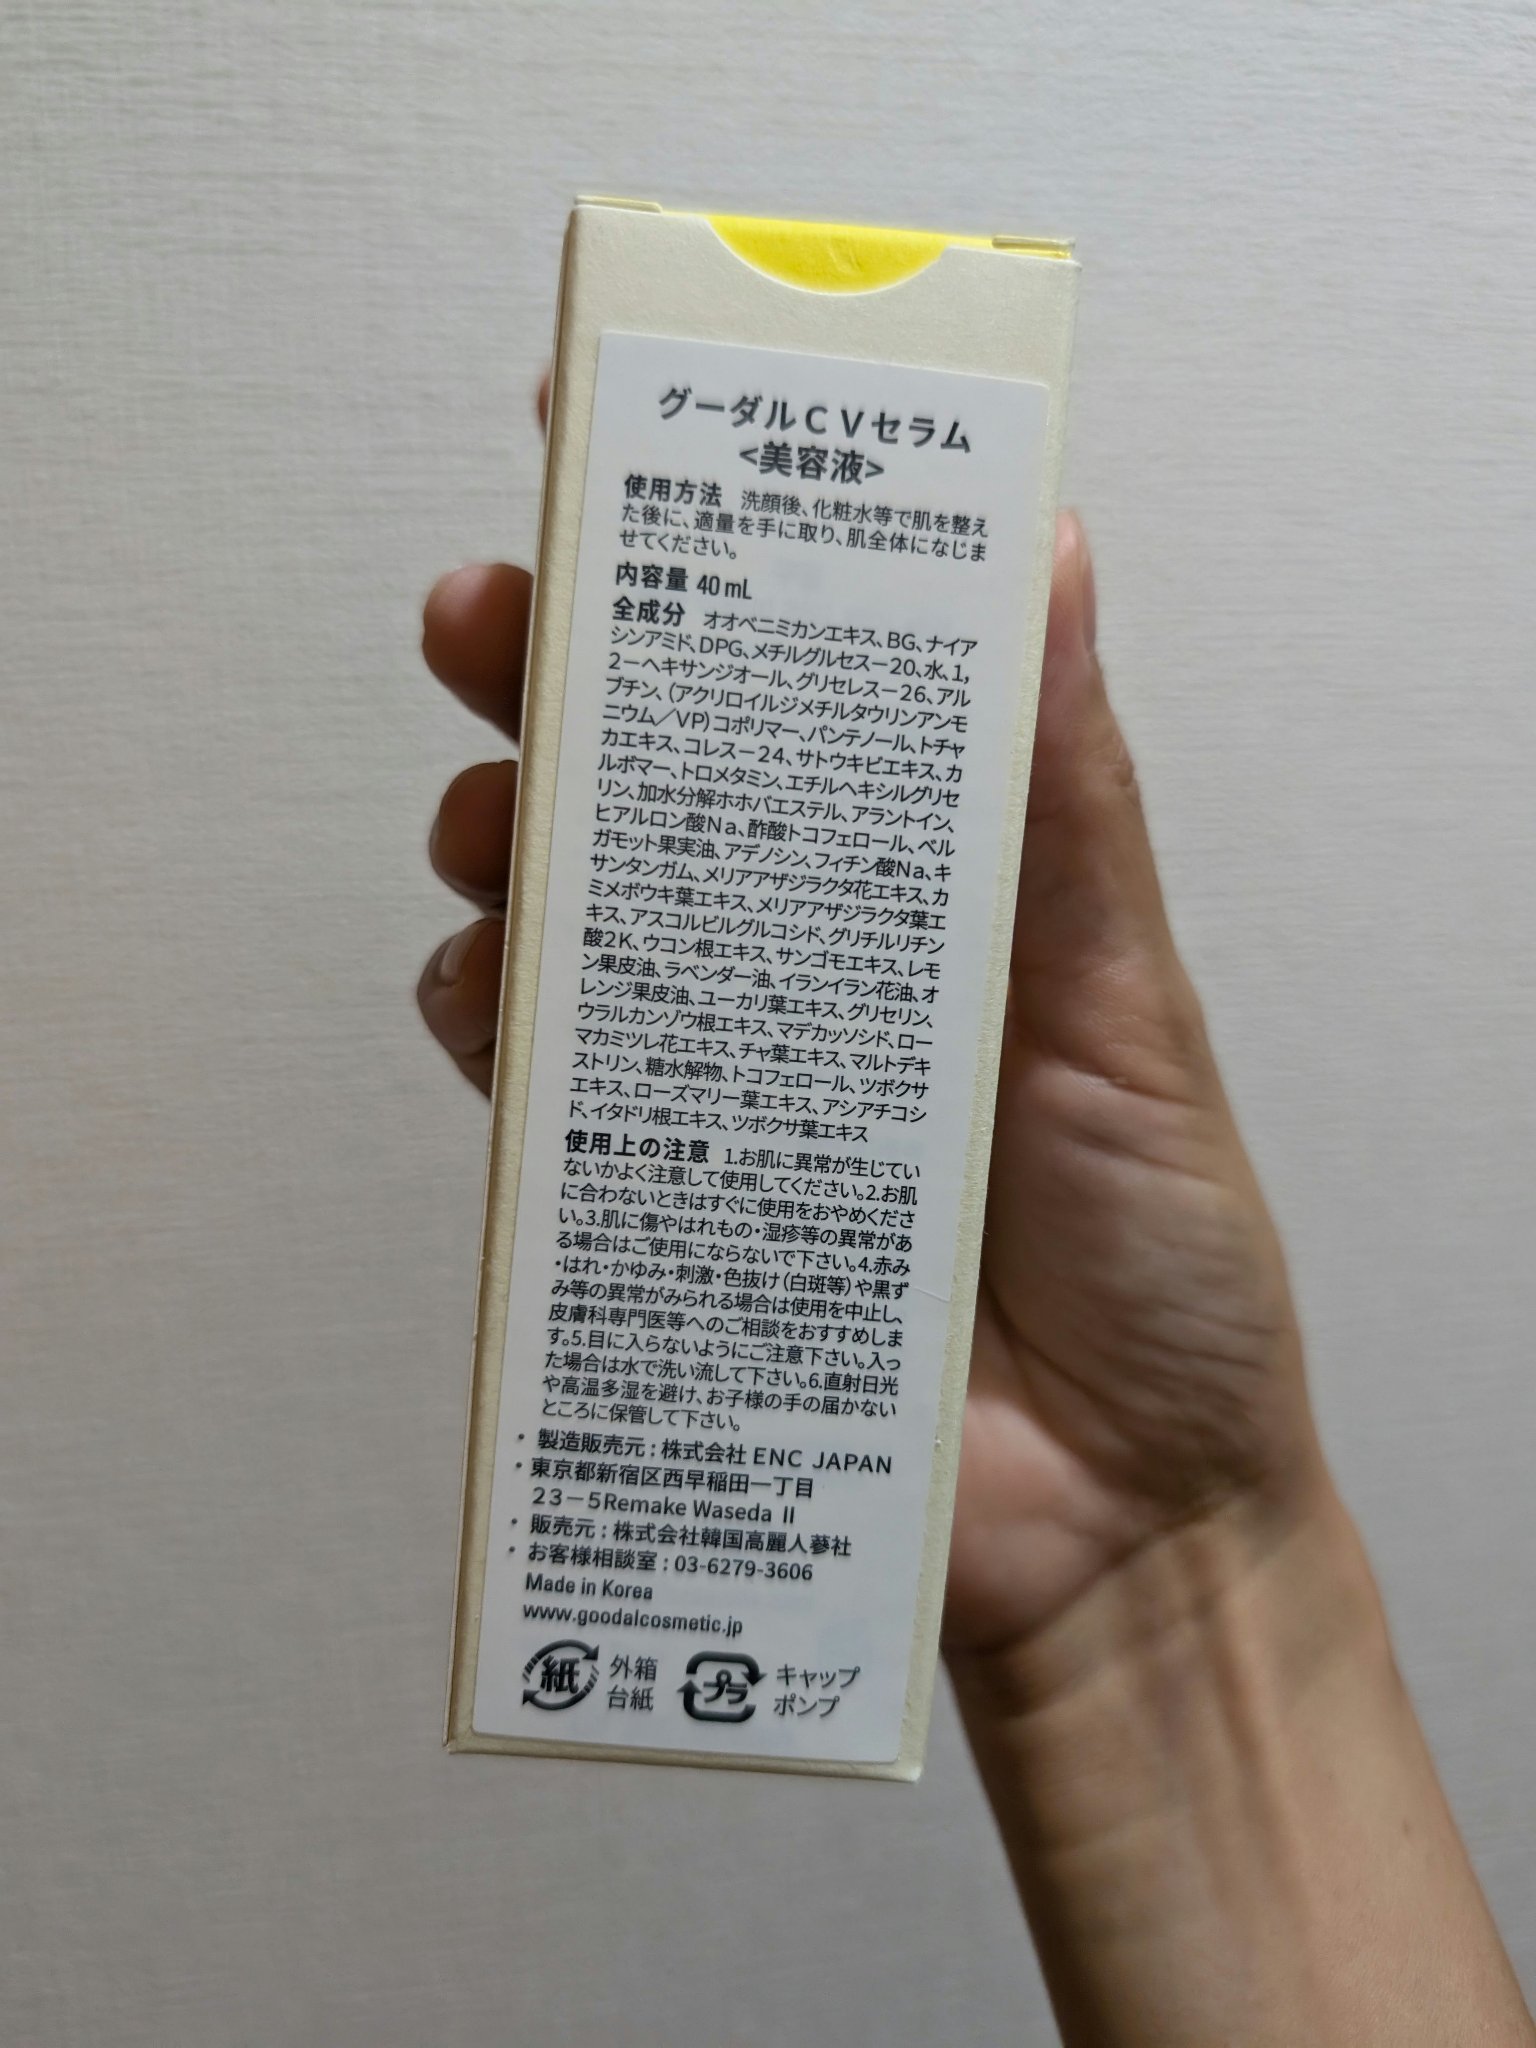 グーダルＣＶセラム
<美容液>
使用方法 洗顔後、化粧水等で肌を整え
た後に、適量を手に取り、肌全体になじま
せてください。
内容量 40 mL
全成分 オオベニミカンエキス、BG、ナイア
シンアミド、DPG、メチルグルセスー20、水、1,
2ーヘキサンジオール、グリセレスー26、アル
ブチン、(アクリロイルジメチルタウリンアンモ
ニウム／VP)コポリマー、パンテノール、トチャ
カエキス、コレスー24、サトウキビエキス、カ
ルボマー、トロメタミン、エチルヘキシルグリセ
リン、加水分解ホホバエステル、アラントイン、
ヒアルロン酸Na、酢酸トコフェロール、ベル
ガモット果実油、アデノシン、フィチン酸Na、キ
サンタンガム、メリアアザジラクタ花エキス、カ
ミメボウキ葉エキス、メリアアザジラクタ葉エ
キス、アスコルビルグルコシド、グリチルリチン
酸2K、ウコン根エキス、サンゴモエキス、レモ
ン果皮油、ラベンダー油、イランイラン花油、オ
レンジ果皮油、ユーカリ葉エキス、グリセリン、
ウラルカンゾウ根エキス、マデカッソシド、ロー
マカミツレ花エキス、チャ葉エキス、マルトデキ
ストリン、糖水解物、トコフェロール、ツボクサ
エキス、ローズマリー葉エキス、アシアチコシ
ド、イタドリ根エキス、ツボクサ葉エキス
使用上の注意 1.お肌に異常が生じてい
ないかよく注意して使用してください。2.お肌
に合わないときはすぐに使用をおやめくださ
い。3.肌に傷やはれもの・湿疹等の異常があ
る場合はご使用にならないで下さい。4.赤み
・はれ・かゆみ・刺激・色抜け(白斑等)や黒ず
み等の異常がみられる場合は使用を中止し、
皮膚科専門医等へのご相談をおすすめしま
す。5.目に入らないようにご注意下さい。入っ
た場合は水で洗い流して下さい。6.直射日光
や高温多湿を避け、お子様の手の届かない
ところに保管して下さい。
・ 製造販売元 : 株式会社 ENC JAPAN
・ 東京都新宿区西早稲田一丁目
２３ー５Remake Waseda Ⅱ
・ 販売元 : 株式会社韓国高麗人蔘社
・ お客様相談室 : 03-6279-3606
Made in Korea
www.goodalcosmetic.jp
紙 外箱 台紙 プラ キャップ ポンプ